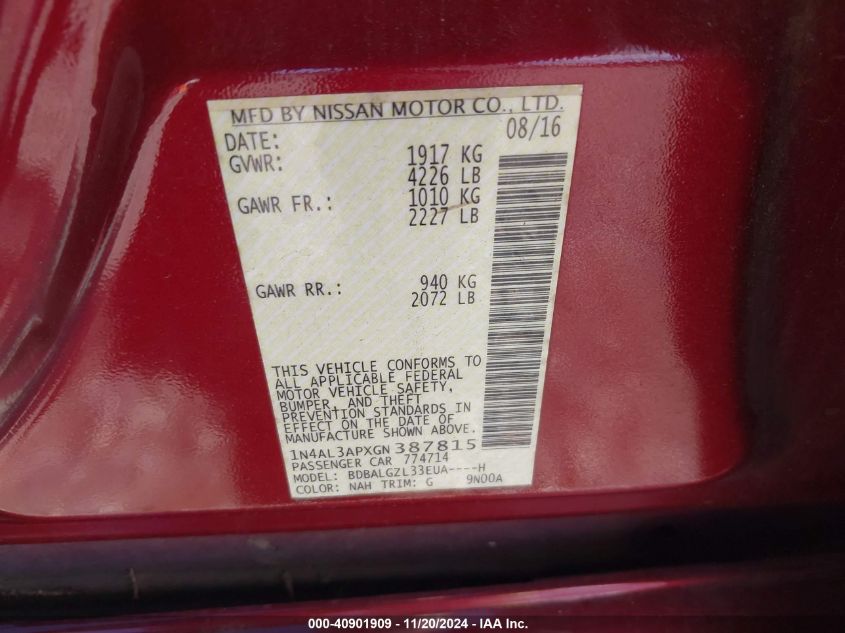 MFD BY NISSAN MOTOR CO., LTD.
DATE: 08/16
GVWR: 1917 KG
4226 LB
GAWR FR.: 1010 KG
2227 LB
GAWR RR.: 940 KG
2072 LB
THIS VEHICLE CONFORMS TO
ALL APPLICABLE FEDERAL
MOTOR VEHICLE SAFETY,
BUMPER, AND THEFT
PREVENTION STANDARDS IN
EFFECT ON THE DATE OF
MANUFACTURE SHOWN ABOVE.
1N4AL3APXGN387815
PASSENGER CAR 774714
MODEL: BDBALGZL33EUA----H
COLOR: NAH TRIM: G 9N00A
000-40901909 - 11/20/2024 - IAA Inc.